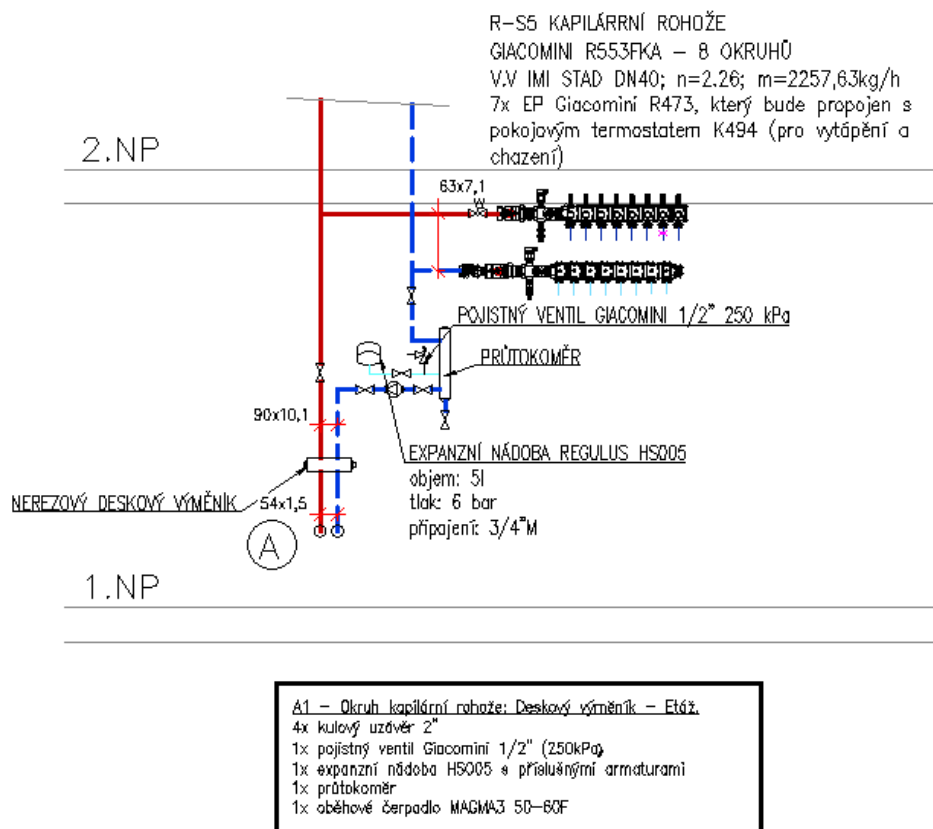 R-S5 KAPILÁRRNÍ ROHOŽE
GIACOMINI R553FKA – 8 OKRUHŮ
V.V IMI STAD DN40; n=2.26; m=2257,63kg/h
7x EP Giacomini R473, který bude propojen s
pokojovým termostatem K494 (pro vytápění a
chazení)
2.NP
63x7,1
POJISTNÝ VENTIL GIACOMINI 1/2" 250 kPa
PRŮTOKOMĚR
90x10,1
EXPANZNÍ NÁDOBA REGULUS HS005
objem: 5l
tlak: 6 bar
připajení: 3/4"M
NEREZOVÝ DESKOVÝ VÝMĚNÍK
54x1,5
A
1.NP
A1 – Okruh kapilární rohože: Deskový výměník – Etáž.
4x kulový uzávěr 2"
1x pojistný ventil Giacomini 1/2" (250kPa)
1x expanzní nádoba HS005 s příslušnými armaturami
1x průtokoměr
1x oběhové čerpadlo MAGMA3 50-60F